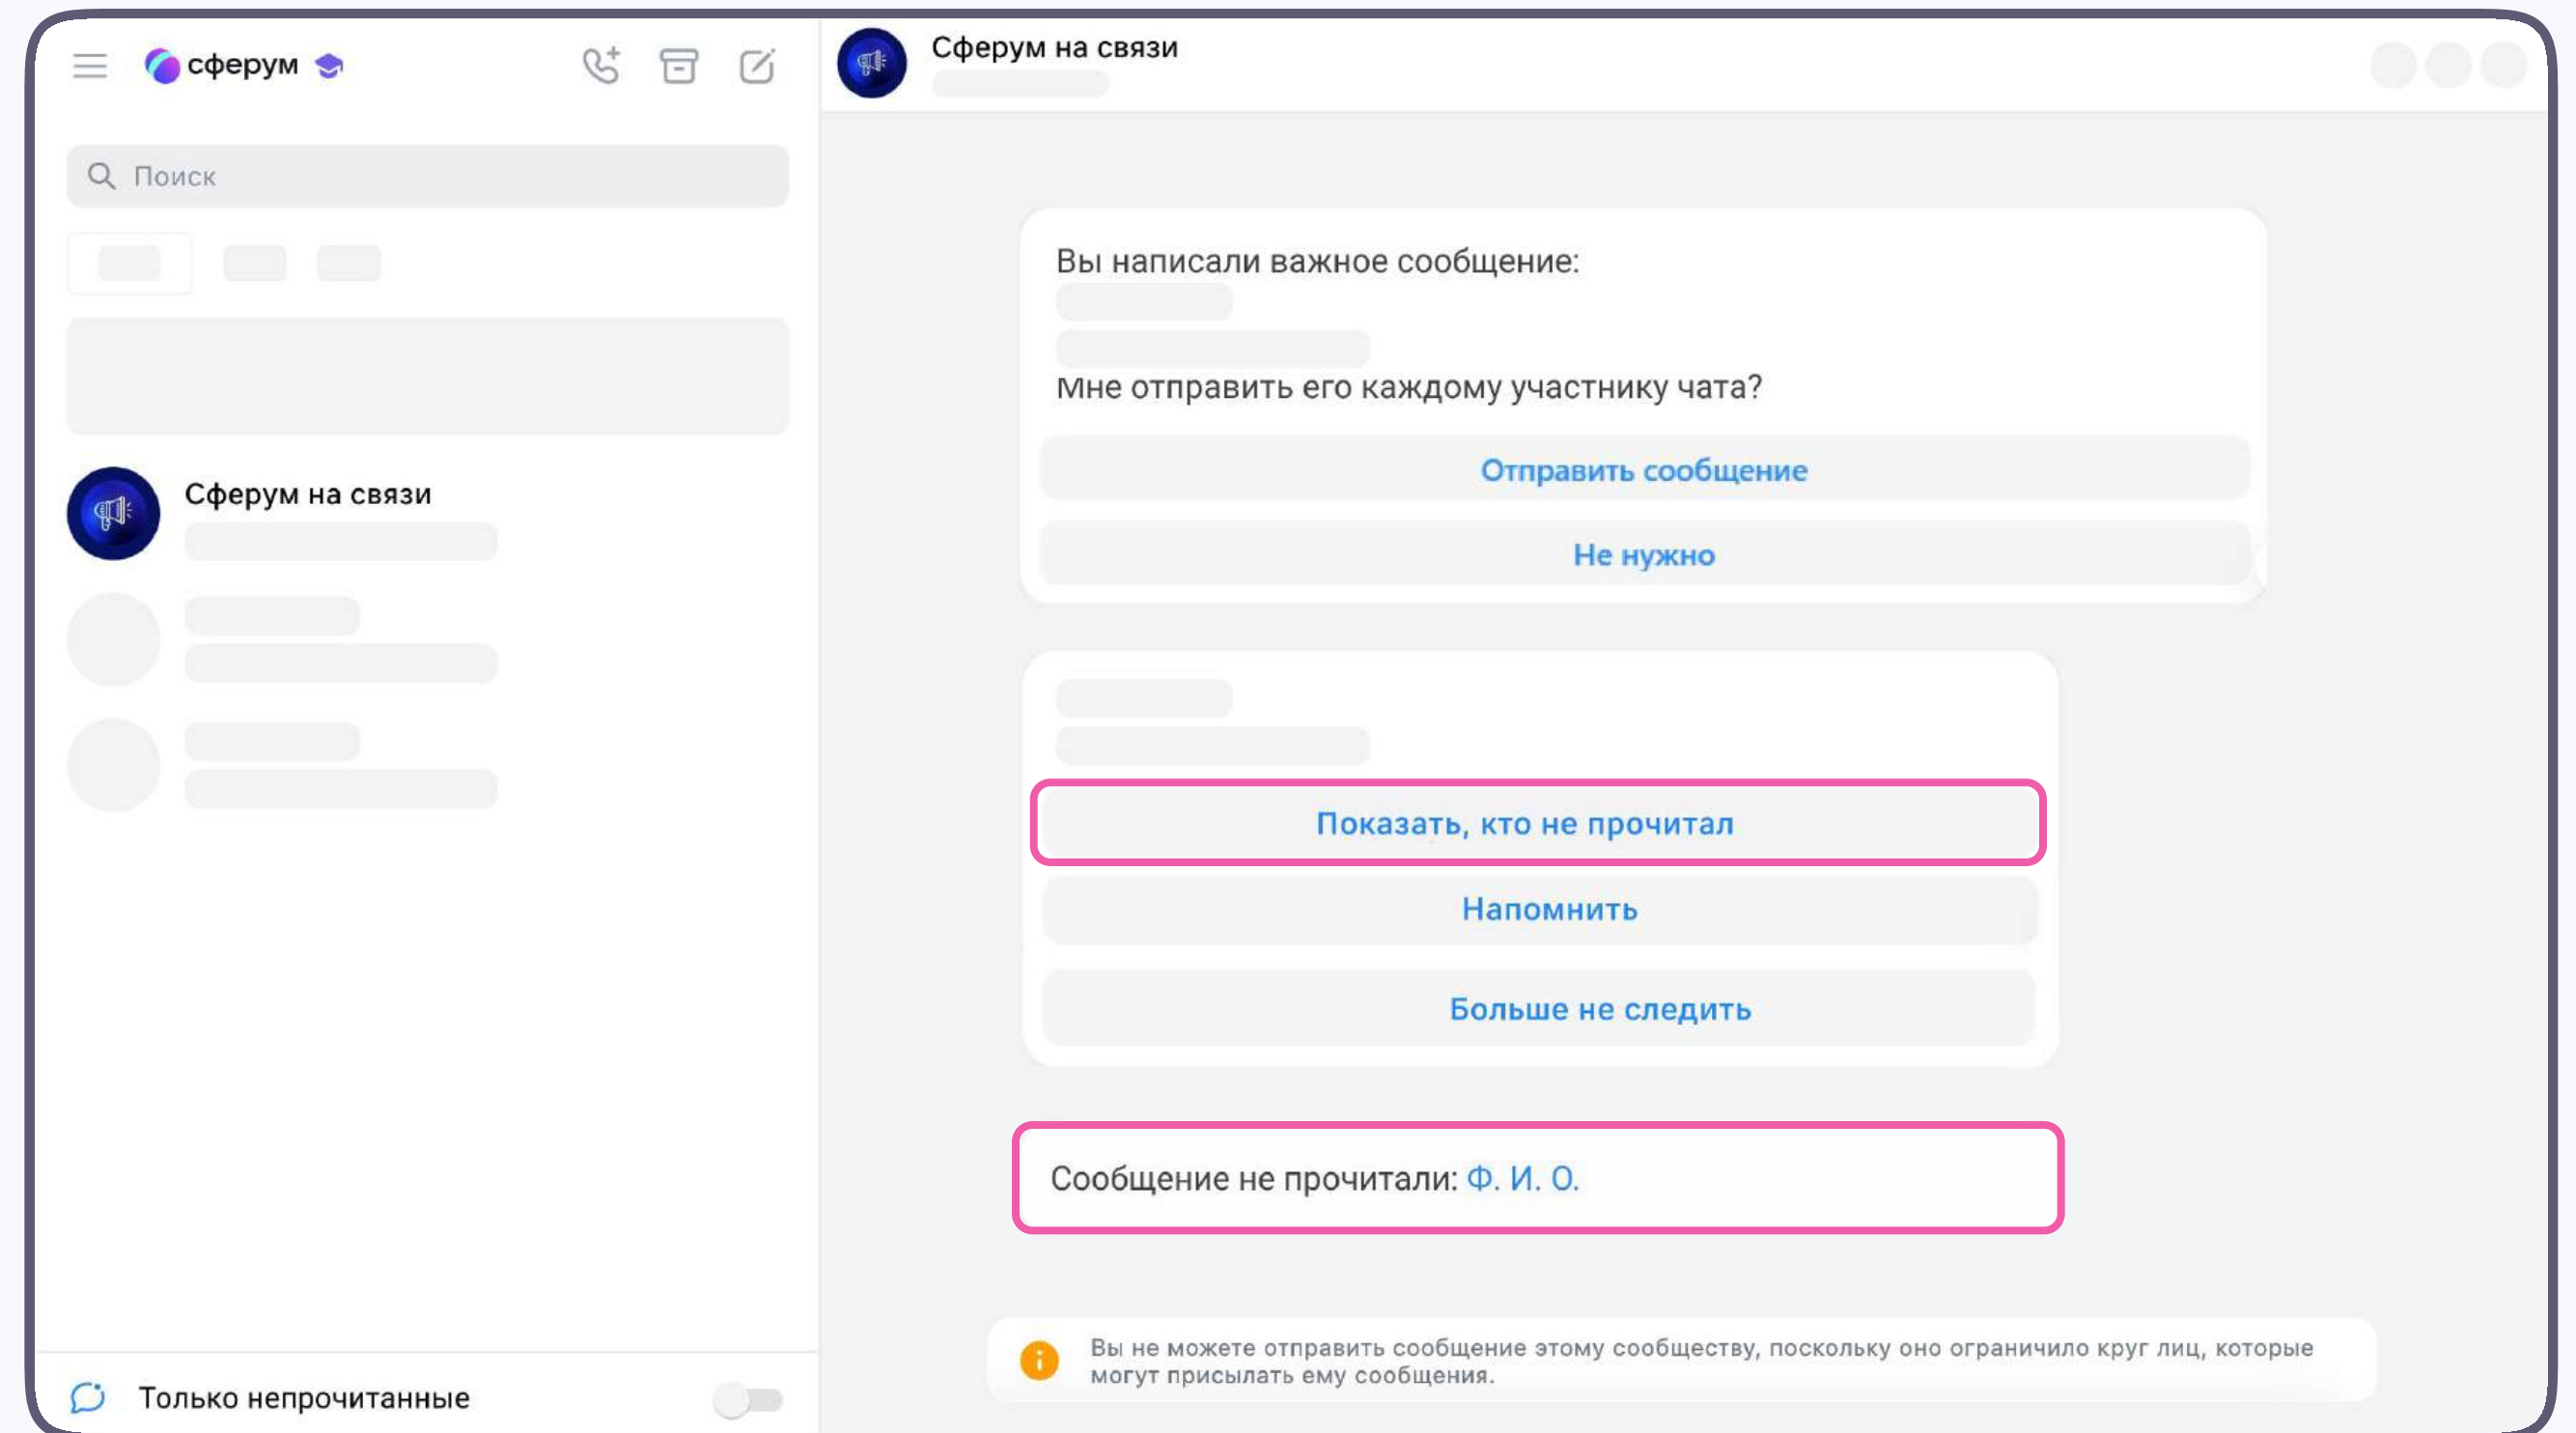 сферум
Поиск
Сферум на связи
Только непрочитанные
Сферум на связи
Вы написали важное сообщение:
Мне отправить его каждому участнику чата?
Отправить сообщение
Не нужно
Показать, кто не прочитал
Напомнить
Больше не следить
Сообщение не прочитали: Ф. И. О.
Вы не можете отправить сообщение этому сообществу, поскольку оно ограничило круг лиц, которые
могут присылать ему сообщения.